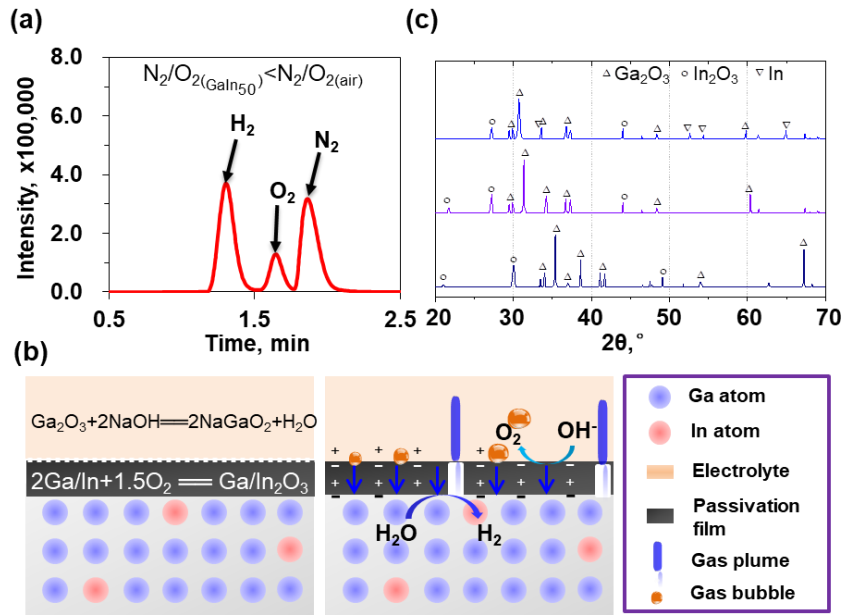 (a)
N₂/O₂(GaIn₅₀)<N₂/O₂(air)
Intensity, x100,000
8.0
6.0
4.0
2.0
0.0
H₂
O₂
N₂
0.5
1.5
2.5
Time, min
(c)
△ Ga₂O₃ ○ In₂O₃ ▽ In
20
30
40
50
60
70
2θ,°
(b)
Ga₂O₃+2NaOH══2NaGaO₂+H₂O
2Ga/In+1.5O₂══Ga/In₂O₃
O₂
OH⁻
H₂O
H₂
Ga atom
In atom
Electrolyte
Passivation
film
Gas plume
Gas bubble